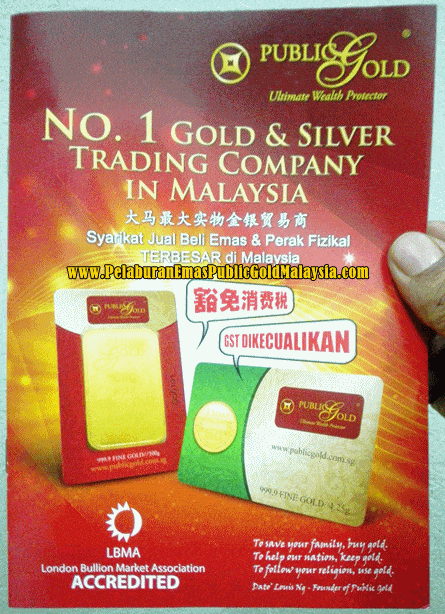 PUBLIC GOLD ®
Ultimate Wealth Protector
No. 1 Gold & Silver
Trading Company
in Malaysia
大马最大实物金银贸易商
Syarikat Jual Beli Emas & Perak Fizikal
TERBESAR di Malaysia
www.PelaburanEmasPublicGoldMalaysia.com
豁免消费税
GST DIKECUALIKAN
PUBLIC GOLD
999.9 FINE GOLD//100g
www.publicgold.com.sg
PUBLIC GOLD
Ultimate Wealth Protector
www.publicgold.com.sg
999.9 FINE GOLD/4.25g
LBMA
London Bullion Market Association
ACCREDITED
To save your family, buy gold.
To help our nation, keep gold.
To follow your religion, use gold.
Dato' Louis Ng - Founder of Public Gold